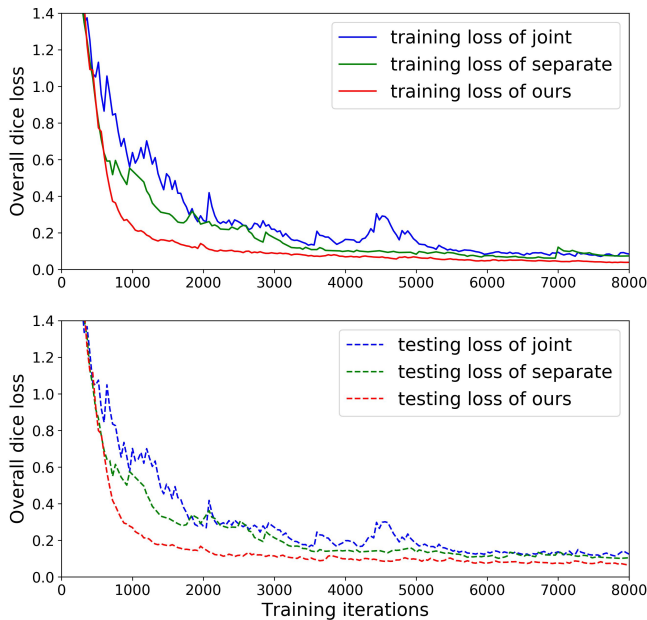 1.4
1.2
1.0
0.8
0.6
0.4
0.2
0.0
Overall dice loss
training loss of joint
training loss of separate
training loss of ours
0 1000 2000 3000 4000 5000 6000 7000 8000
1.4
1.2
1.0
0.8
0.6
0.4
0.2
0.0
Overall dice loss
testing loss of joint
testing loss of separate
testing loss of ours
0 1000 2000 3000 4000 5000 6000 7000 8000
Training iterations